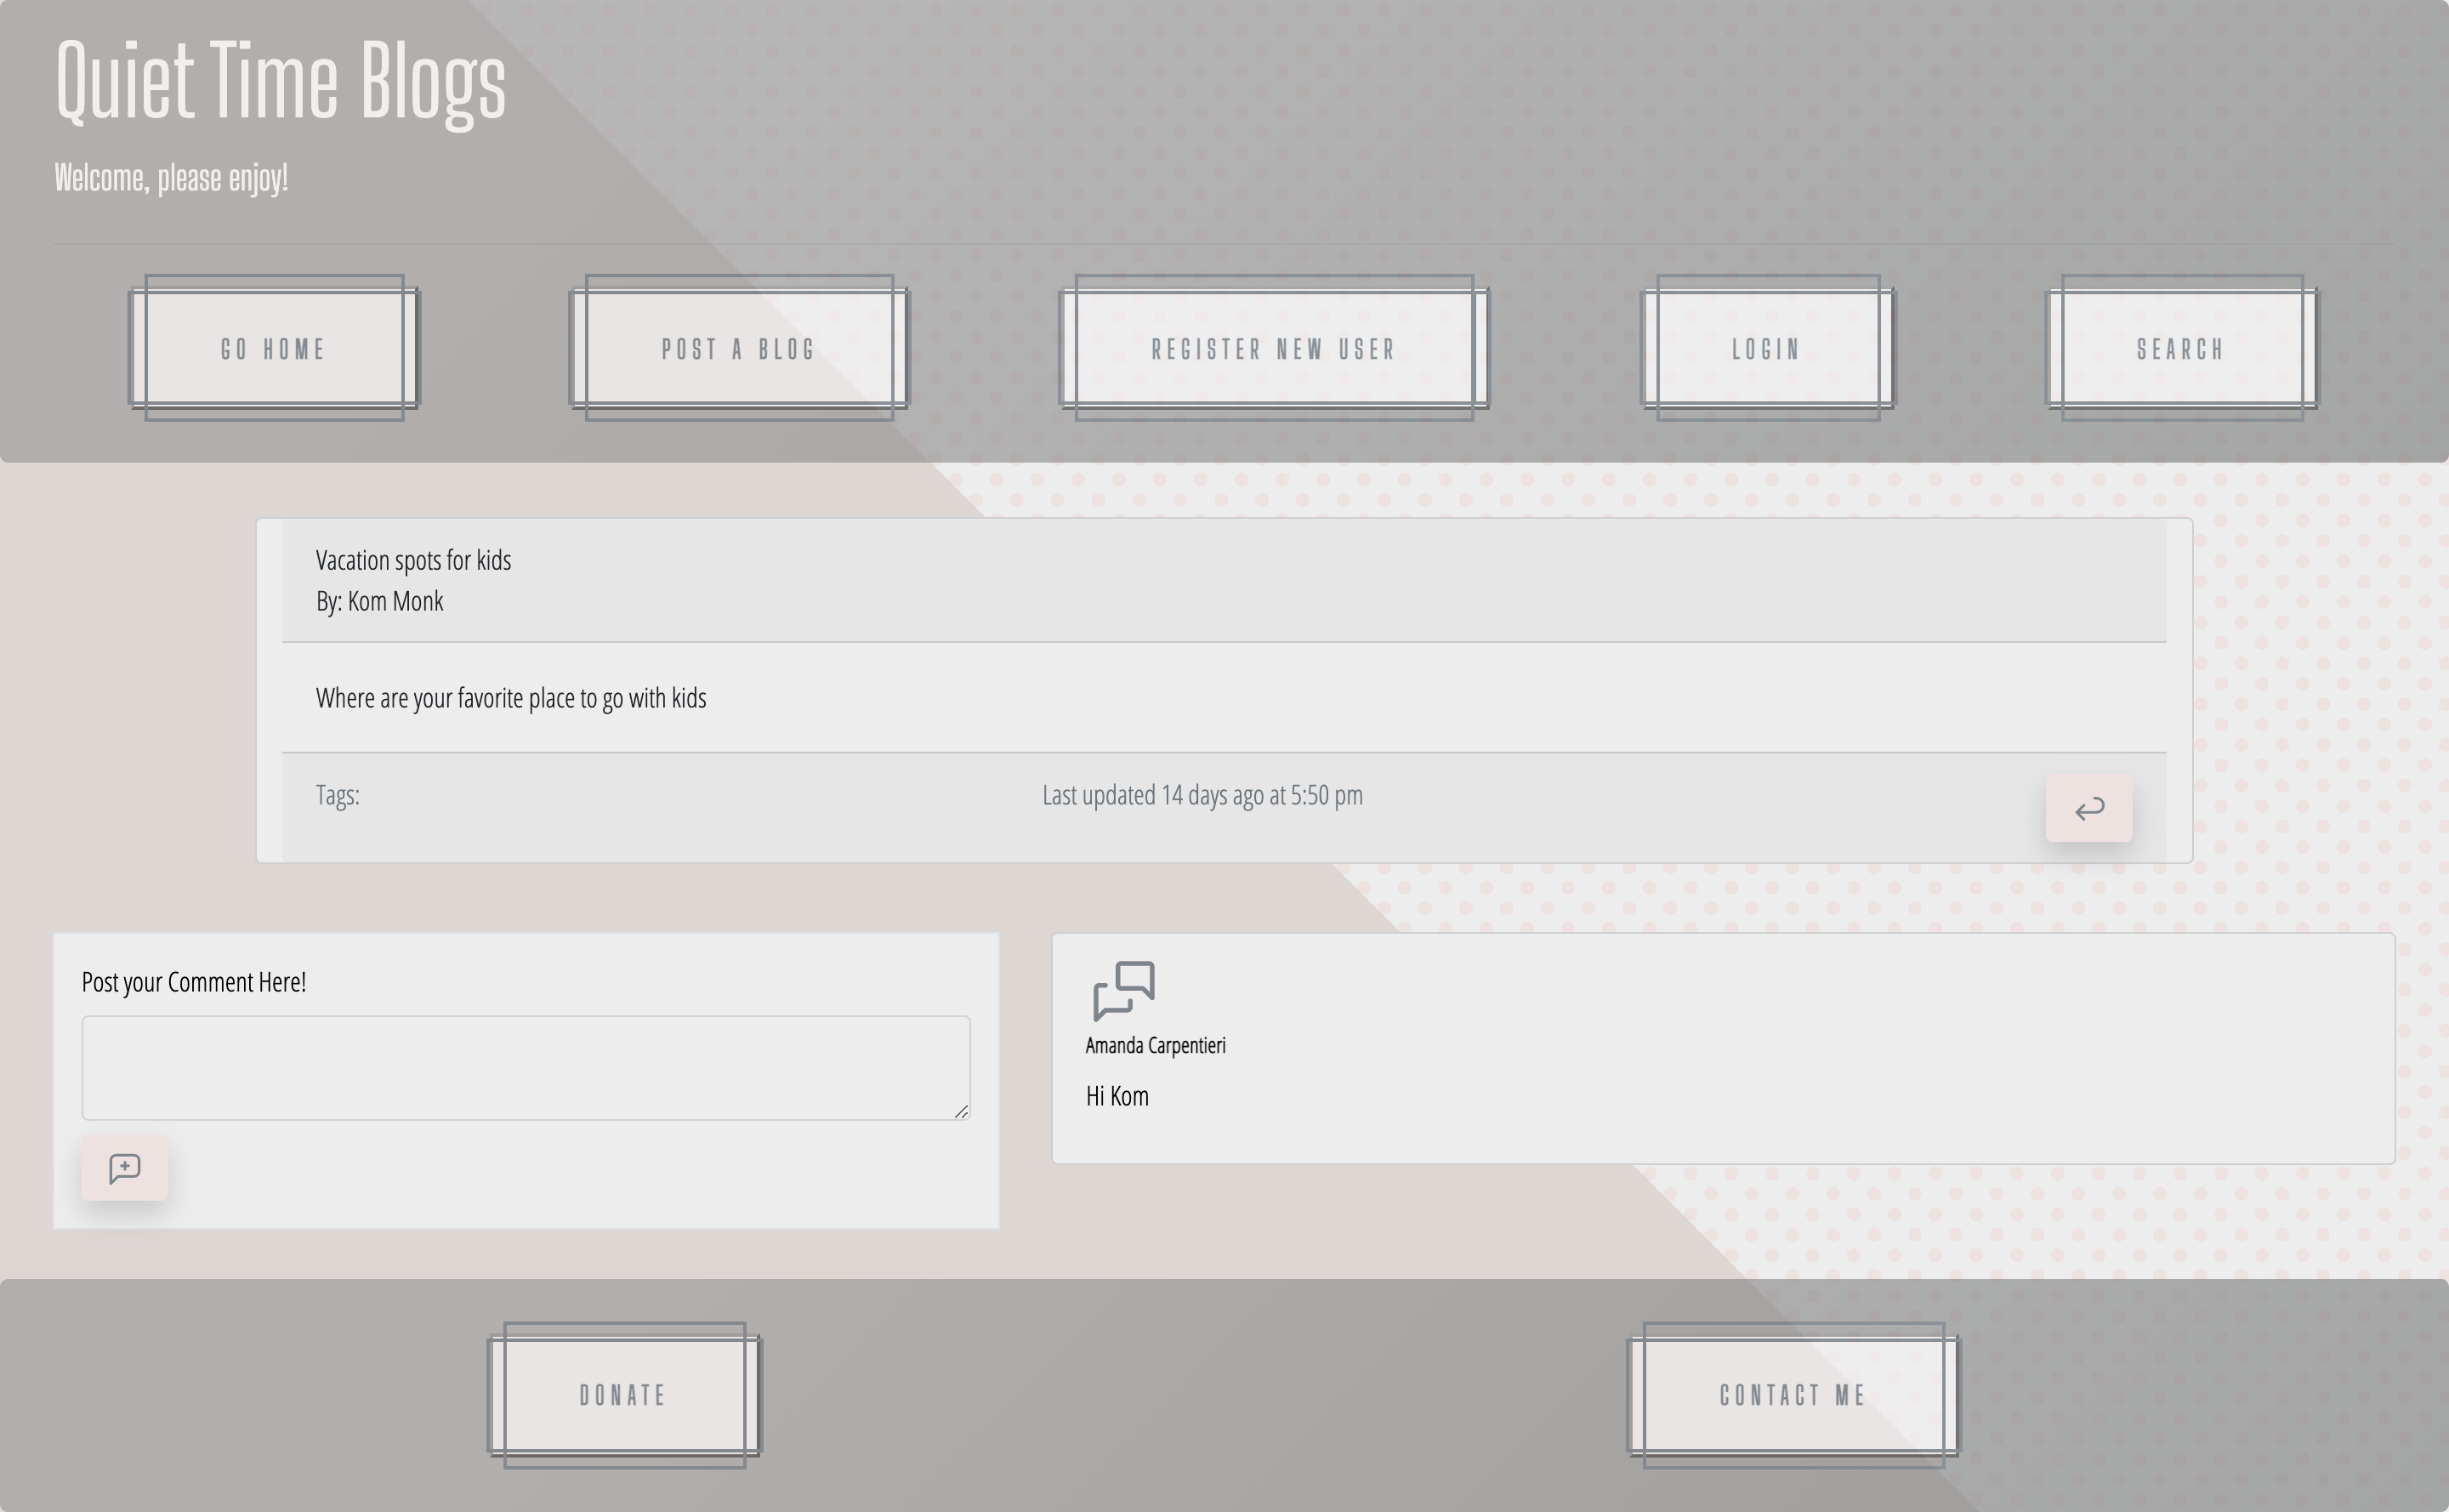 Quiet Time Blogs
Welcome, please enjoy!
GO HOME
POST A BLOG
REGISTER NEW USER
LOGIN
SEARCH
Vacation spots for kids
By: Kom Monk
Where are your favorite place to go with kids
Tags:
Last updated 14 days ago at 5:50 pm
Post your Comment Here!
Amanda Carpentieri
Hi Kom
DONATE
CONTACT ME